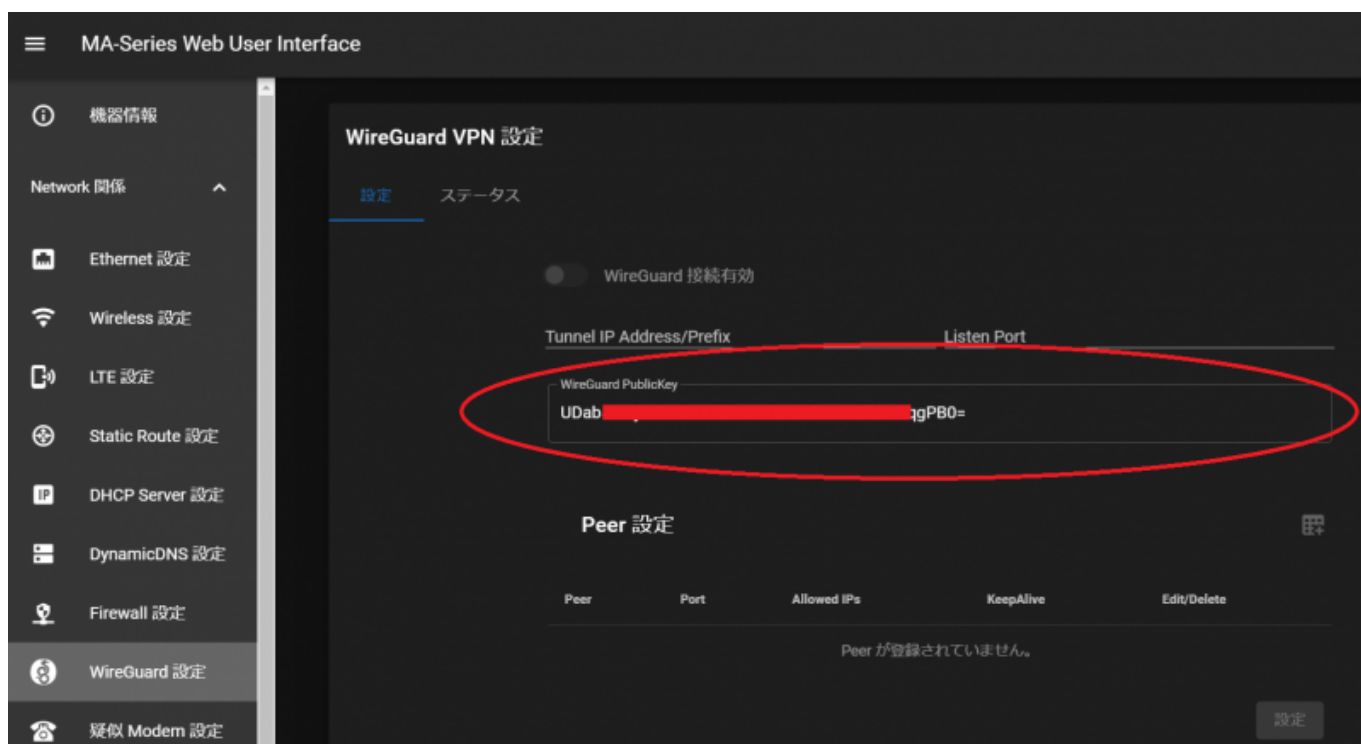 MA-Series Web User Interface
機器情報
Network 関係
Ethernet 設定
Wireless 設定
LTE 設定
Static Route 設定
IP
DHCP Server 設定
DynamicDNS 設定
Firewall 設定
WireGuard 設定
疑似 Modem 設定
WireGuard VPN 設定
設定 ステータス
WireGuard 接続有効
Tunnel IP Address/Prefix Listen Port
WireGuard PublicKey
UDab qgPB0=
Peer 設定
Peer Port Allowed IPs KeepAlive Edit/Delete
Peer が登録されていません。
設定